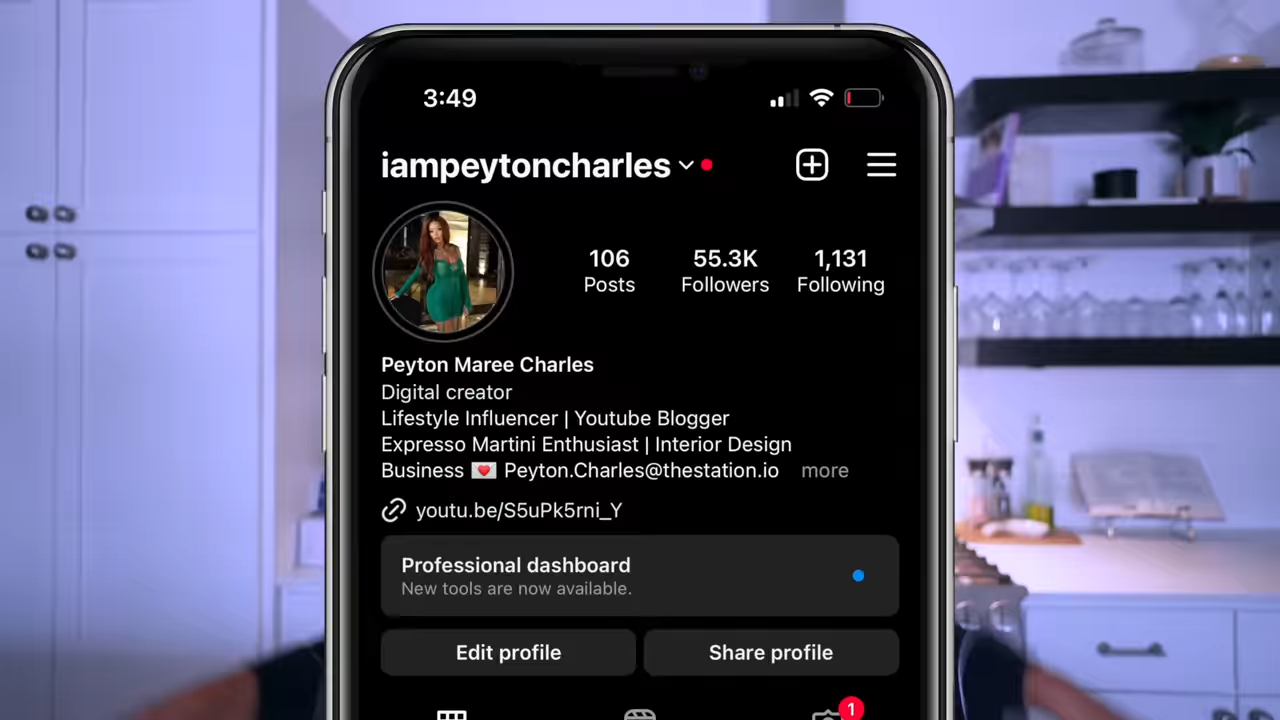 3:49
iampeytoncharles
106 55.3K 1,131
Posts Followers Following
Peyton Maree Charles
Digital creator
Lifestyle Influencer | Youtube Blogger
Expresso Martini Enthusiast | Interior Design
Business 💌 Peyton.Charles@thestation.io more
youtu.be/S5uPk5rni_Y
Professional dashboard
New tools are now available.
Edit profile Share profile
1